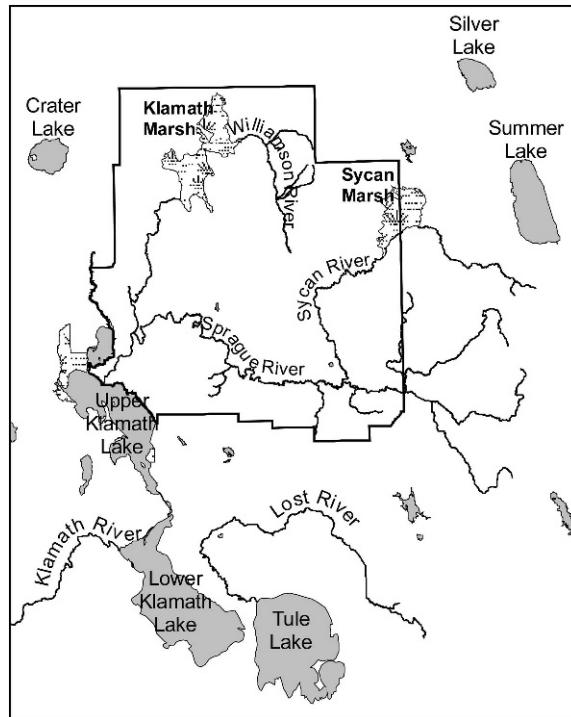 Silver
Lake
Crater
Lake
Klamath
Marsh
Williamson River
Summer
Lake
Sycan
Marsh
Sycan River
Sprague River
Upper
Klamath
Lake
Klamath River
Lost River
Lower
Klamath
Lake
Tule
Lake